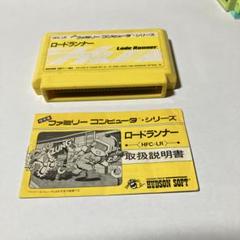 ファミリー コンピュータ・シリーズ
ロードランナー
Lode Runner
ファミリー コンピュータ・シリーズ
ロードランナー
HFC-LR
取扱説明書
HUDSON SOFT